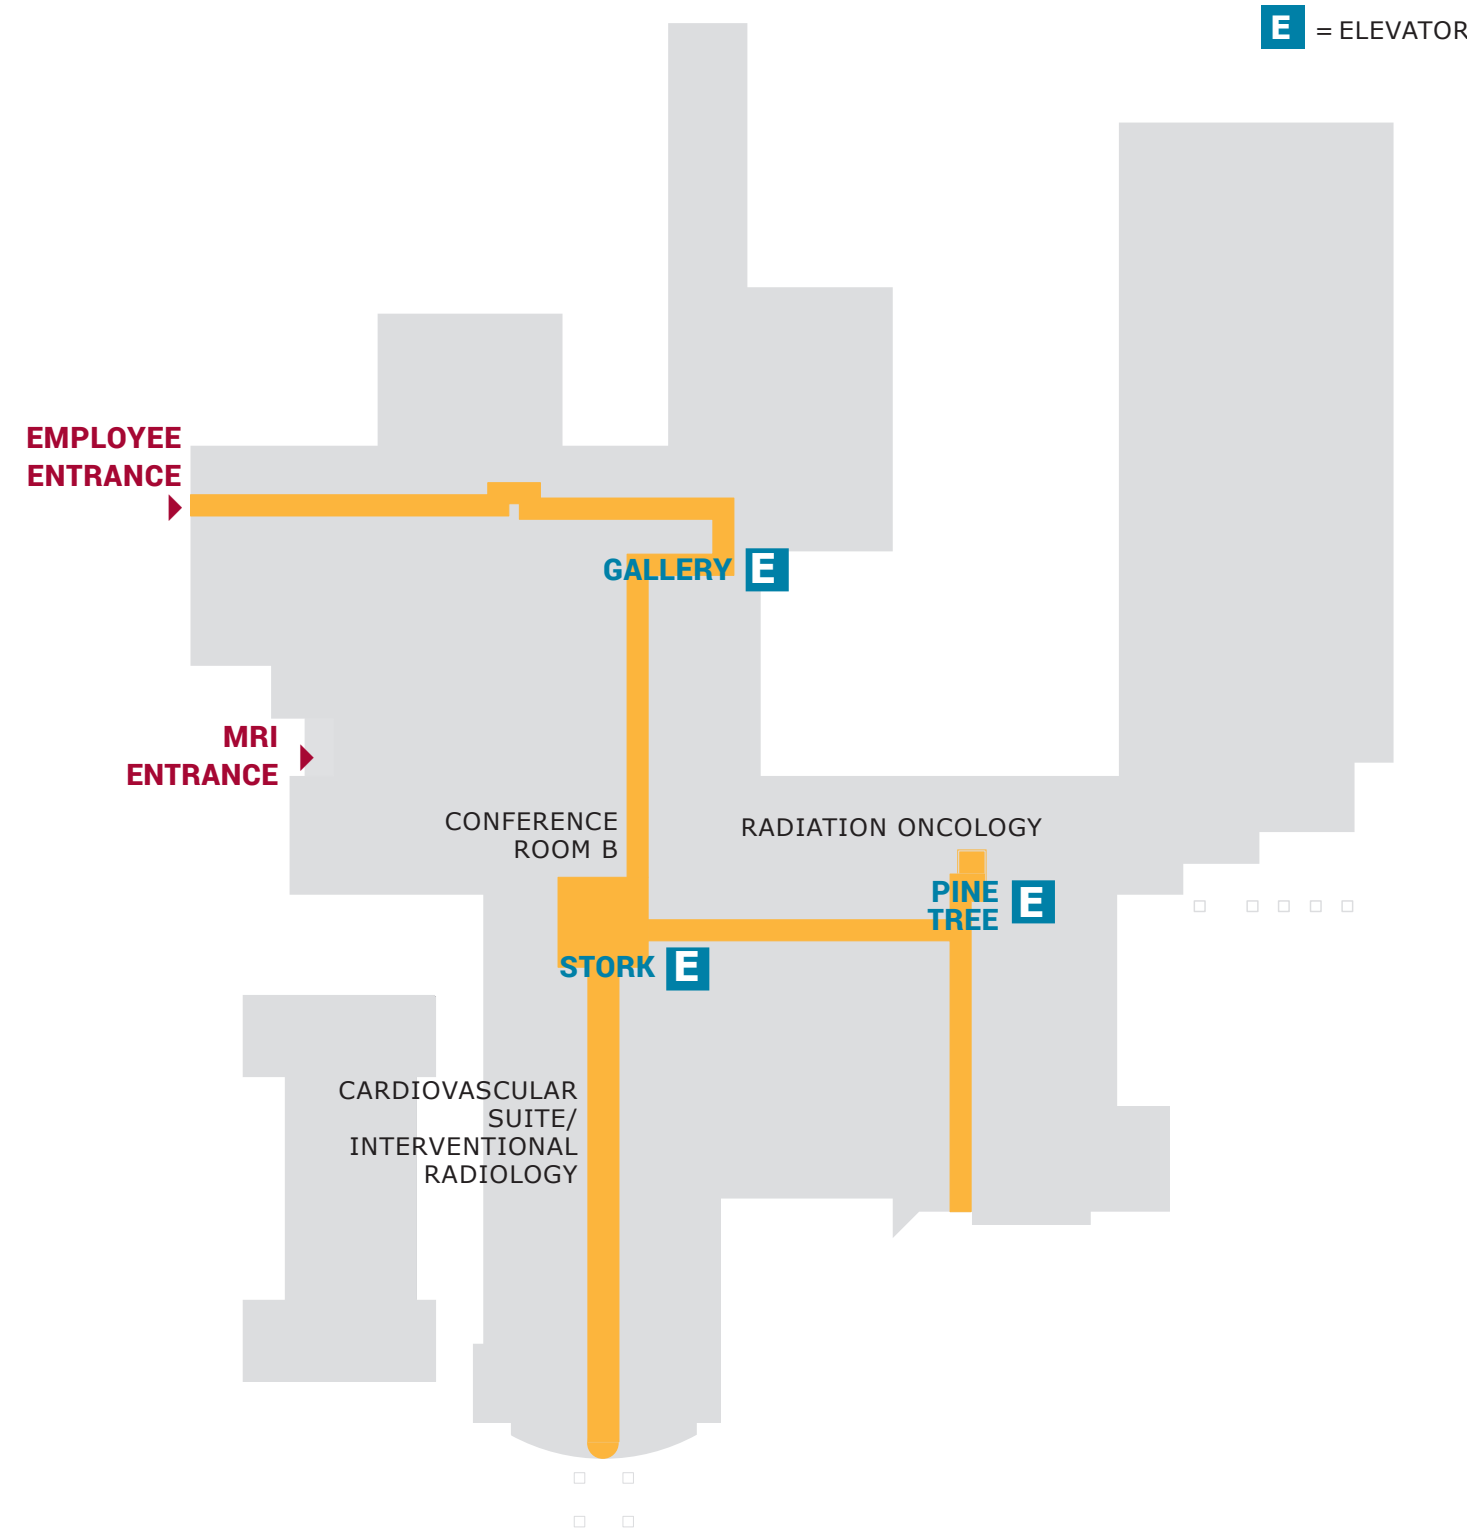 E = ELEVATOR
EMPLOYEE
ENTRANCE
GALLERY E
MRI
ENTRANCE
CONFERENCE
ROOM B
RADIATION ONCOLOGY
PINE
TREE E
STORK E
CARDIOVASCULAR
SUITE/
INTERVENTIONAL
RADIOLOGY